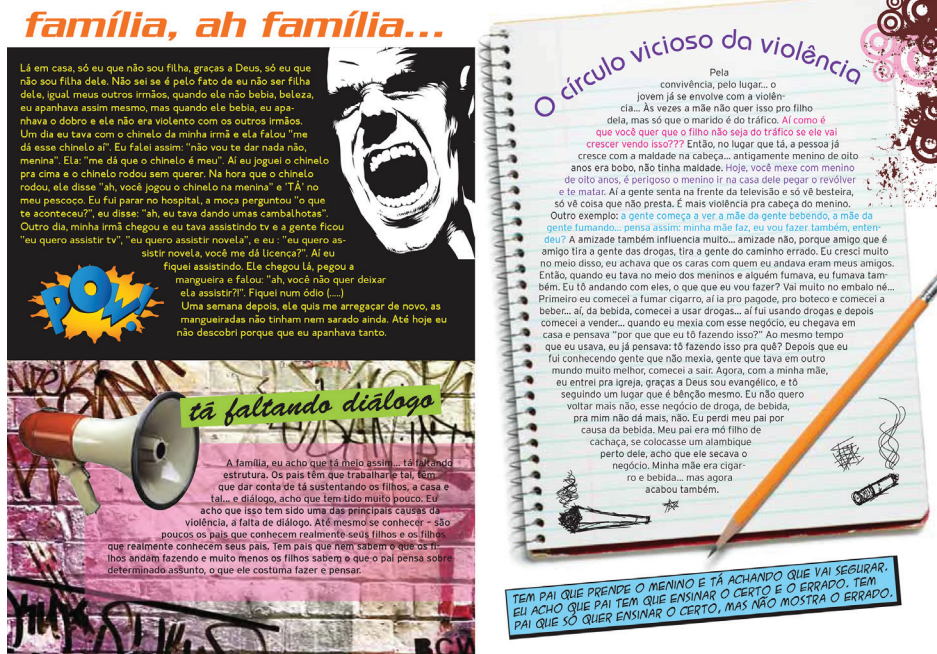 família, ah família...
Lá em casa, só eu que não sou filha, graças a Deus, só eu que
não sou filha dele. Não sei se é pelo fato de eu não ser filha
dele, igual meus outros irmãos, quando ele não bebia, beleza,
eu apanhava assim mesmo, mas quando ele bebia, eu apa-
nhava o dobro e ele não era violento com os outros irmãos.
Um dia eu tava com o chinelo da minha irmã e ela falou "me
dá esse chinelo aí". Eu falei assim: "não vou te dar nada não,
menina". Ela: "me dá que o chinelo é meu". Aí eu joguei o chinelo
pra cima e o chinelo rodou sem querer. Na hora que o chinelo
rodou, ele disse "ah, você jogou o chinelo na menina" e 'TÁ' no
meu pescoço. Eu fui parar no hospital, a moça perguntou "o que
te aconteceu?", eu disse: "ah, eu tava dando umas cambalhotas".
Outro dia, minha irmã chegou e eu tava assistindo tv e a gente ficou
"eu quero assistir tv", "eu quero assistir novela", e eu : "eu quero as-
sistir novela, você me dá licença?". Aí eu
fiquei assistindo. Ele chegou lá, pegou a
mangueira e falou: "ah, você não quer deixar
ela assistir?!". Fiquei num ódio (.....)
Uma semana depois, ele quis me arregaçar de novo, as
mangueiradas não tinham nem sarado ainda. Até hoje eu
não descobri porque que eu apanhava tanto.
POW!
tá faltando diálogo
A família, eu acho que tá meio assim... tá faltando
estrutura. Os pais têm que trabalhar e tal, têm
que dar conta de tá sustentando os filhos, a casa e
tal... e diálogo, acho que tem tido muito pouco. Eu
acho que isso tem sido uma das principais causas da
violência, a falta de diálogo. Até mesmo se conhecer – são
poucos os pais que conhecem realmente seus filhos e os filhos
que realmente conhecem seus pais. Tem pais que nem sabem o que os fi-
lhos andam fazendo e muito menos os filhos sabem o que o pai pensa sobre
determinado assunto, o que ele costuma fazer e pensar.
O círculo vicioso da violência
Pela
convivência, pelo lugar... o
jovem já se envolve com a violên-
cia... Às vezes a mãe não quer isso pro filho
dela, mas só que o marido é do tráfico. Aí como é
que você quer que o filho não seja do tráfico se ele vai
crescer vendo isso??? Então, no lugar que tá, a pessoa já
cresce com a maldade na cabeça... antigamente menino de oito
anos era bobo, não tinha maldade. Hoje, você mexe com menino
de oito anos, é perigoso o menino ir na casa dele pegar o revólver
e te matar. Aí a gente senta na frente da televisão e só vê besteira,
só vê coisa que não presta. É mais violência pra cabeça do menino.
Outro exemplo: a gente começa a ver a mãe da gente bebendo, a mãe da
gente fumando... pensa assim: minha mãe faz, eu vou fazer também, enten-
deu? A amizade também influencia muito... amizade não, porque amigo que é
amigo tira a gente das drogas, tira a gente do caminho errado. Eu cresci muito
no meio disso, eu achava que os caras com quem eu andava eram meus amigos.
Então, quando eu tava no meio dos meninos e alguém fumava, eu fumava tam-
bém. Eu tô andando com eles, o que que eu vou fazer? Vai muito no embalo né...
Primeiro eu comecei a fumar cigarro, aí ia pro pagode, pro boteco e comecei a
beber... aí, da bebida, comecei a usar drogas... aí fui usando drogas e depois
comecei a vender... quando eu mexia com esse negócio, eu chegava em
casa e pensava "por que que eu tô fazendo isso?" Ao mesmo tempo
que eu usava, eu já pensava: tô fazendo isso pra quê? Depois que eu
fui conhecendo gente que não mexia, gente que tava em outro
mundo muito melhor, comecei a sair. Agora, com a minha mãe,
eu entrei pra igreja, graças a Deus sou evangélico, e tô
seguindo um lugar que é bênção mesmo. Eu não quero
voltar mais não, esse negócio de droga, de bebida,
pra mim não dá mais, não. Eu perdi meu pai por
causa da bebida. Meu pai era mó filho de
cachaça, se colocasse um alambique
perto dele, acho que ele secava o
negócio. Minha mãe era cigar-
ro e bebida... mas agora
acabou também.
TEM PAI QUE PRENDE O MENINO E TÁ ACHANDO QUE VAI SEGURAR.
EU ACHO QUE PAI TEM QUE ENSINAR O CERTO E O ERRADO. TEM
PAI QUE SÓ QUER ENSINAR O CERTO, MAS NÃO MOSTRA O ERRADO.